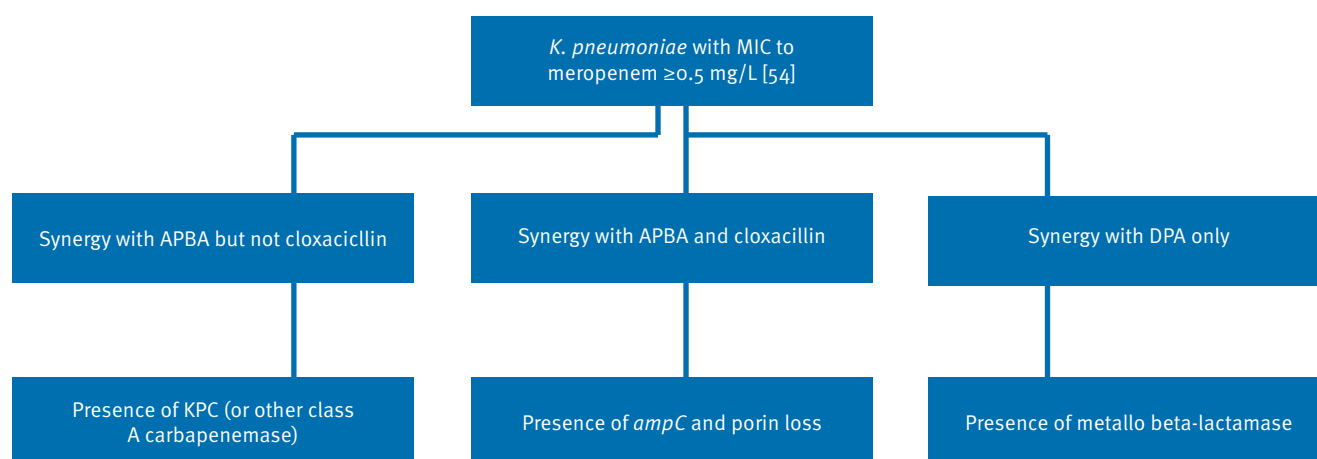 K. pneumoniae with MIC to
meropenem ≥0.5 mg/L [54]
Synergy with APBA but not cloxacicllin
Synergy with APBA and cloxacillin
Synergy with DPA only
Presence of KPC (or other class
A carbapenemase)
Presence of ampC and porin loss
Presence of metallo beta-lactamase